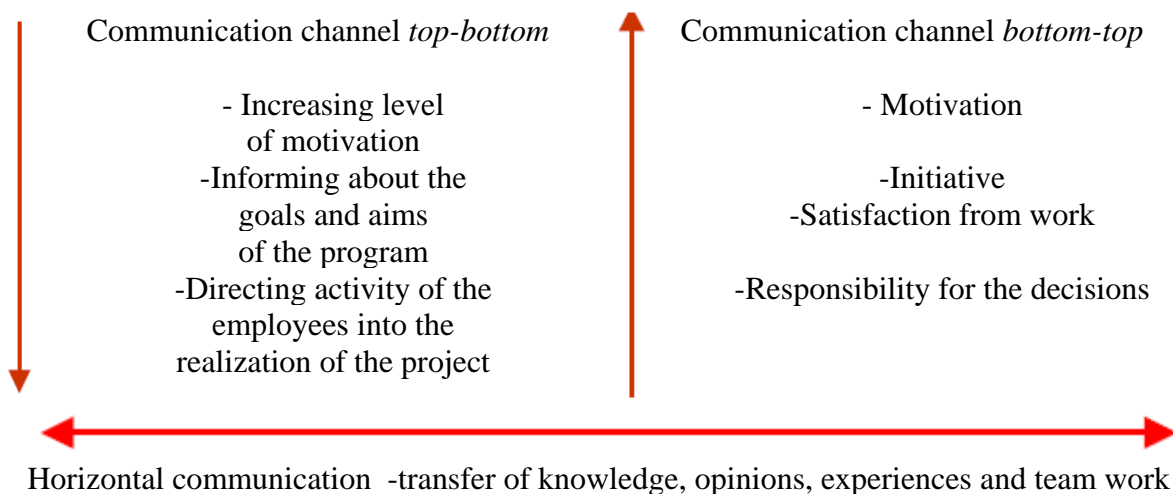 Communication channel top-bottom
- Increasing level
of motivation
-Informing about the
goals and aims
of the program
-Directing activity of the
employees into the
realization of the project
Communication channel bottom-top
- Motivation
-Initiative
-Satisfaction from work
-Responsibility for the decisions
Horizontal communication -transfer of knowledge, opinions, experiences and team work